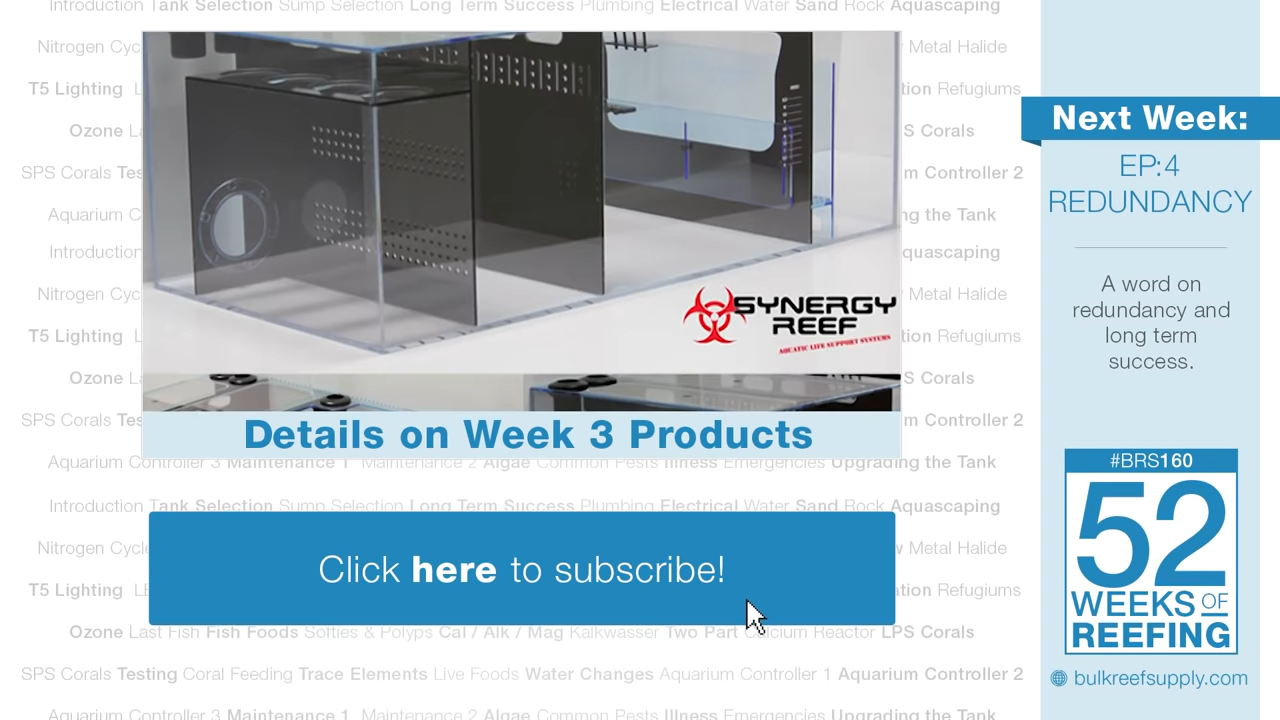 Introduction Tank Selection Sump Selection Long Term Success Plumbing Electrical Water Sand Rock Aquascaping
Nitrogen Cyc
Metal Halide
T5 Lighting
tion Refugiums
Ozone La
S Corals
SPS Corals Tes
m Controller 2
Aquarium C
ng the Tank
Introduction
quascaping
Nitrogen Cyc
Metal Halide
T5 Lighting
tion Refugiums
Ozone La
S Corals
SPS Corals Tes
m Controller 2
SYNERGY
REEF
AQUATIC LIFE SUPPORT SYSTEMS
Details on Week 3 Products
Aquarium Controller 3 Maintenance 1 Maintenance 2 Algae Common Pests Illness Emergencies Upgrading the Tank
Introduction Tank Selection Sump Selection Long Term Success Plumbing Electrical Water Sand Rock Aquascaping
Nitrogen Cycle
Metal Halide
T5 Lighting
ation Refugiums
Click here to subscribe!
Ozone Last Fish Fish Foods Softies & Polyps Cal / Alk / Mag Kalkwasser Two Part Calcium Reactor LPS Corals
SPS Corals Testing Coral Feeding Trace Elements Live Foods Water Changes Aquarium Controller 1 Aquarium Controller 2
Aquarium Controller 3 Maintenance 1 Maintenance 2 Algae Common Pests Illness Emergencies Upgrading the Tank
Next Week:
EP:4
REDUNDANCY
A word on
redundancy and
long term
success.
#BRS160
52
WEEKS OF
REEFING
bulkreefsupply.com